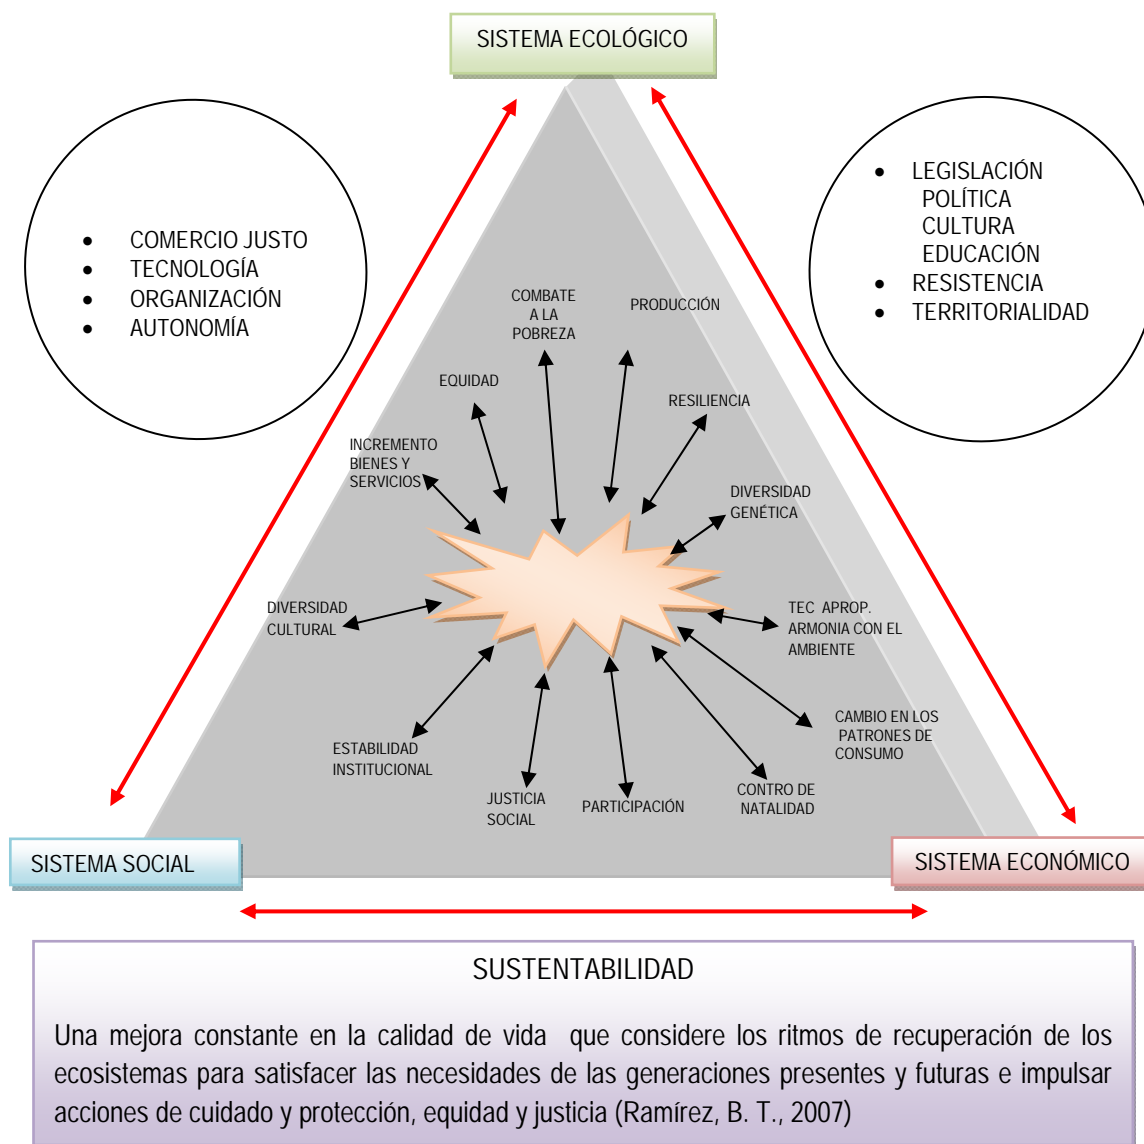 SISTEMA ECOLÓGICO
• COMERCIO JUSTO
• TECNOLOGÍA
• ORGANIZACIÓN
• AUTONOMÍA
• LEGISLACIÓN
POLÍTICA
CULTURA
EDUCACIÓN
• RESISTENCIA
• TERRITORIALIDAD
COMBATE
A LA
POBREZA
PRODUCCIÓN
EQUIDAD
RESILIENCIA
INCREMENTO
BIENES Y
SERVICIOS
DIVERSIDAD
GENÉTICA
DIVERSIDAD
CULTURAL
TEC APROP.
ARMONIA CON EL
AMBIENTE
ESTABILIDAD
INSTITUCIONAL
CAMBIO EN LOS
PATRONES DE
CONSUMO
JUSTICIA
SOCIAL
PARTICIPACIÓN
CONTRO DE
NATALIDAD
SISTEMA SOCIAL
SISTEMA ECONÓMICO
SUSTENTABILIDAD
Una mejora constante en la calidad de vida que considere los ritmos de recuperación de los
ecosistemas para satisfacer las necesidades de las generaciones presentes y futuras e impulsar
acciones de cuidado y protección, equidad y justicia (Ramírez, B. T., 2007)